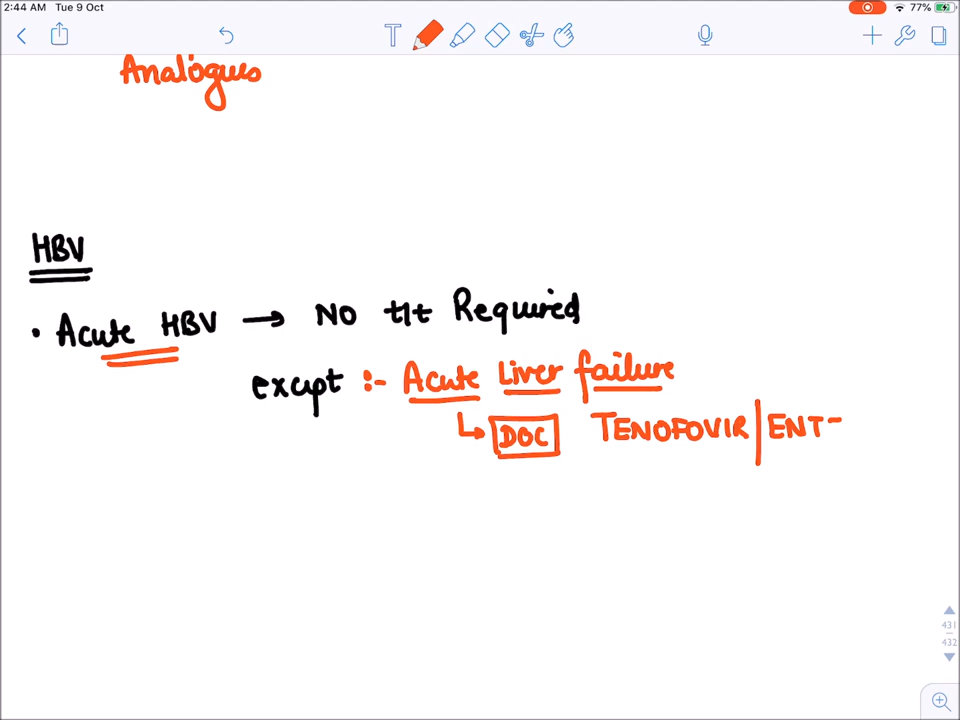 2:44 AM Tue 9 Oct 77%
T
Analogues
HBV
• Acute HBV → NO t/t Required
except :- Acute Liver failure
↳ DOC TENOFOVIR | ENT
431
432